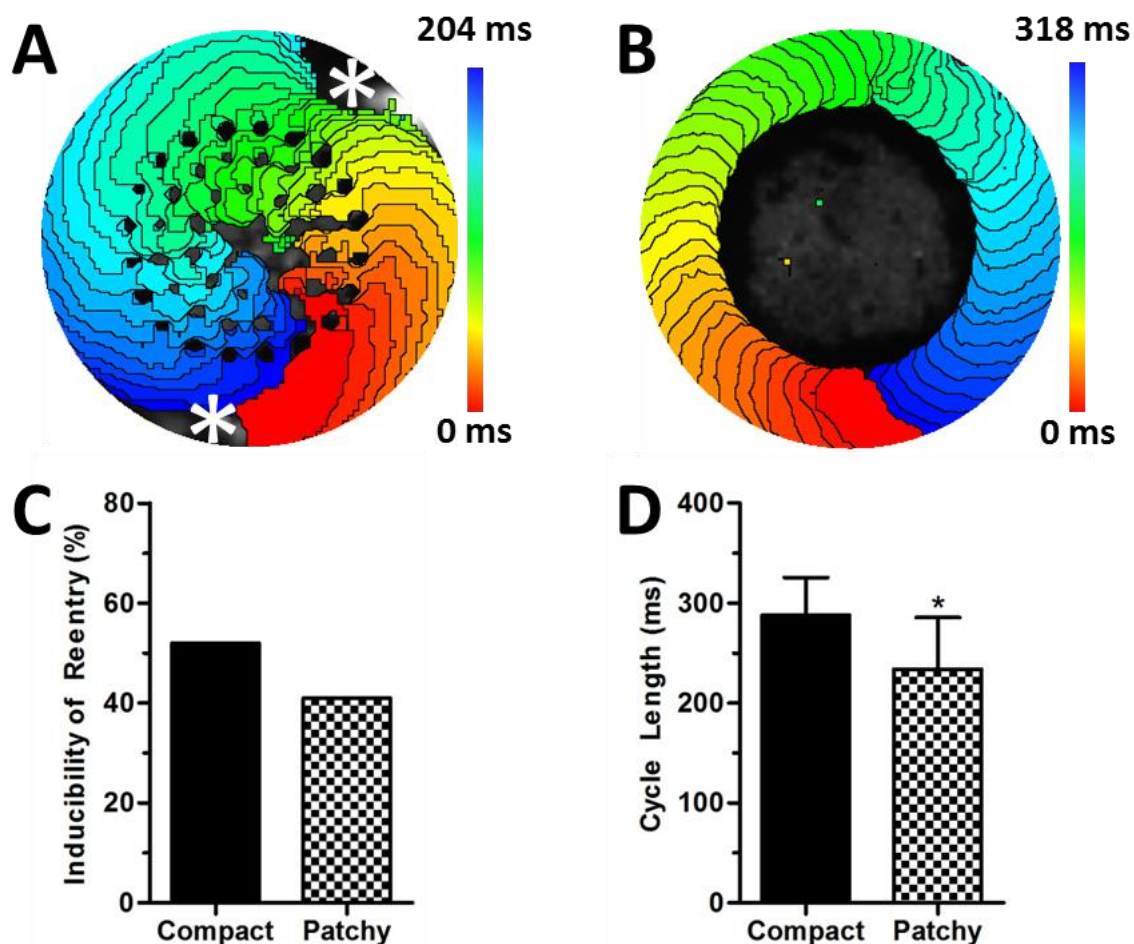 A
204 ms
0 ms
B
318 ms
0 ms
C
Inducibility of Reentry (%)
80
60
40
20
0
Compact Patchy
D
Cycle Length (ms)
400
300
200
100
0
*
Compact Patchy